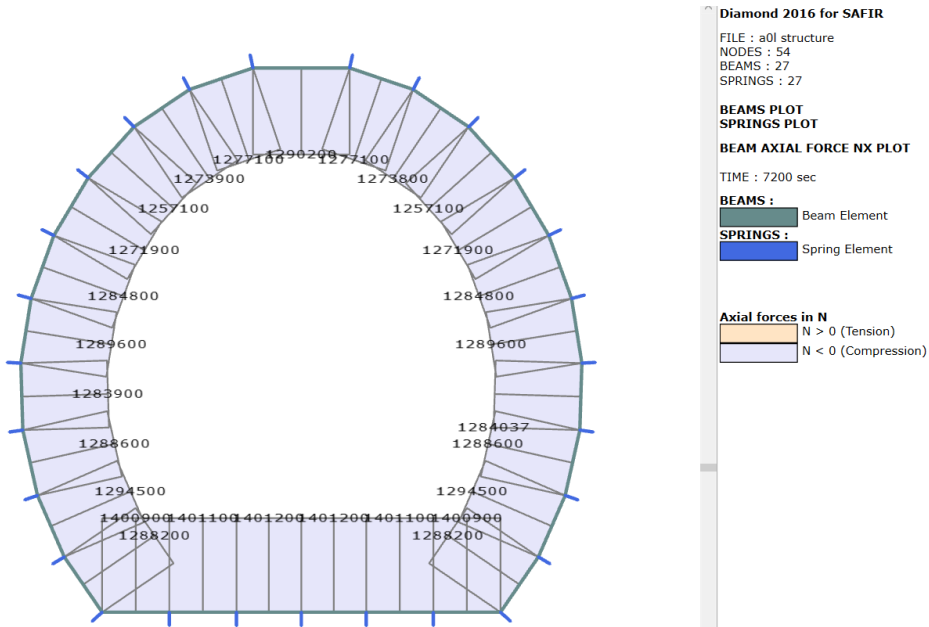 Diamond 2016 for SAFIR
FILE : a0l structure
NODES : 54
BEAMS : 27
SPRINGS : 27
BEAMS PLOT
SPRINGS PLOT
BEAM AXIAL FORCE NX PLOT
TIME : 7200 sec
BEAMS :
Beam Element
SPRINGS :
Spring Element
Axial forces in N
N > 0 (Tension)
N < 0 (Compression)
1277100 1290200 1277100
1273900 1273800
1257100 1257100
1271900 1271900
1284800 1284800
1289600 1289600
1283900
1284037
1288600 1288600
1294500 1294500
1400900 1401100 1401200 1401200 1401100 1400900
1288200 1288200